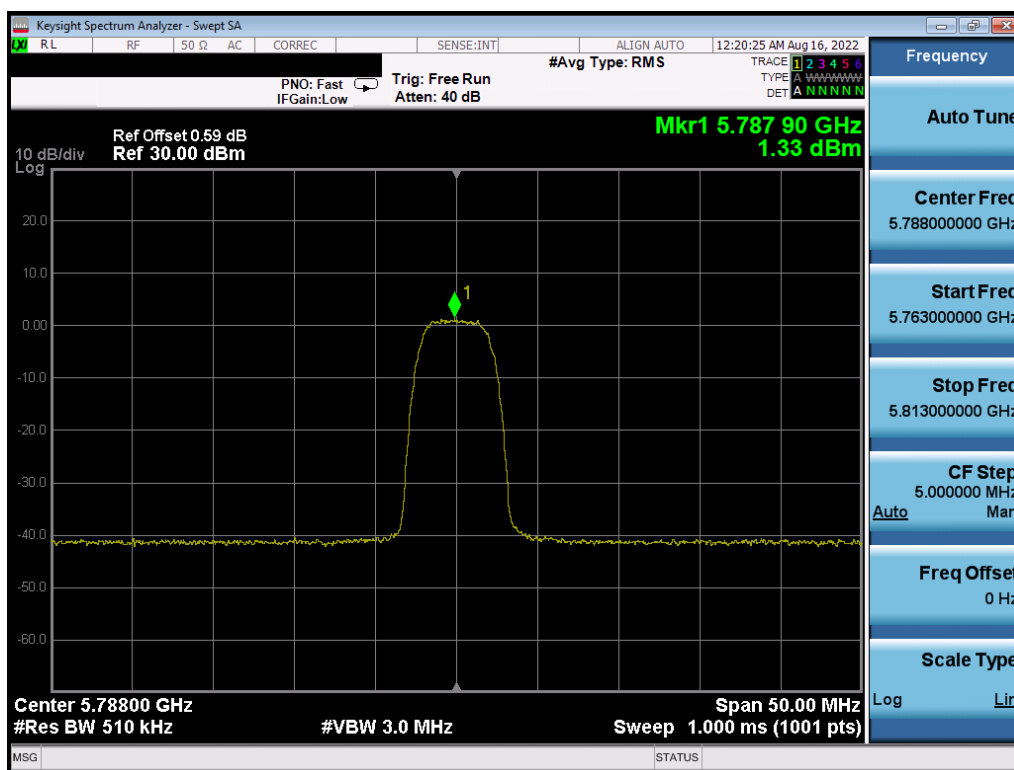 Keysight Spectrum Analyzer - Swept SA
LXI RL RF 50 Ω AC CORREC SENSE:INT ALIGN AUTO 12:20:25 AM Aug 16, 2022
PNO: Fast
IFGain:Low
Trig: Free Run
Atten: 40 dB
#Avg Type: RMS
TRACE 1 2 3 4 5 6
TYPE A WWWWW
DET A N N N N N
Ref Offset 0.59 dB
Ref 30.00 dBm
10 dB/div
Log
Mkr1 5.787 90 GHz
1.33 dBm
20.0
10.0
0.00
-10.0
-20.0
-30.0
-40.0
-50.0
-60.0
1
Center 5.78800 GHz
#Res BW 510 kHz
#VBW 3.0 MHz
Span 50.00 MHz
Sweep 1.000 ms (1001 pts)
MSG
STATUS
Frequency
Auto Tune
Center Freq
5.788000000 GHz
Start Freq
5.763000000 GHz
Stop Freq
5.813000000 GHz
CF Step
5.000000 MHz
Auto Man
Freq Offset
0 Hz
Scale Type
Log Lin